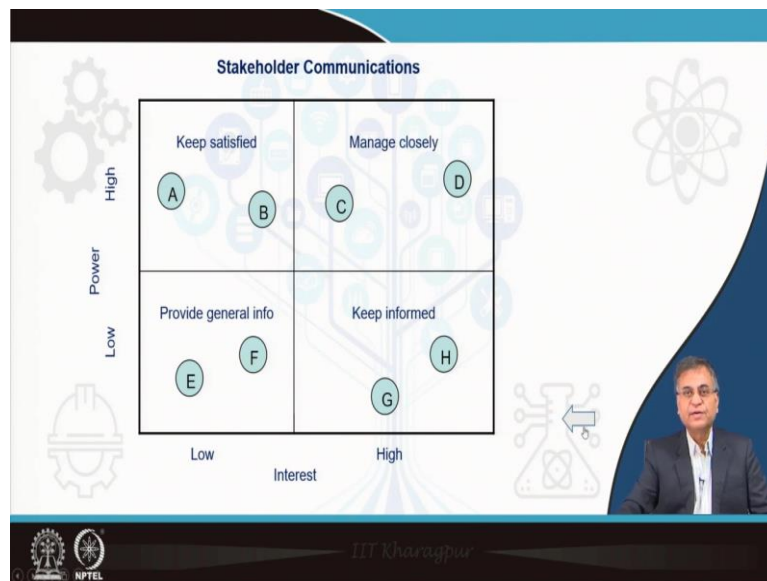 Stakeholder Communications
Keep satisfied
Manage closely
A
B
C
D
High
Power
Low
Provide general info
Keep informed
E
F
G
H
Low
High
Interest
IIT Kharagpur
NPTEL